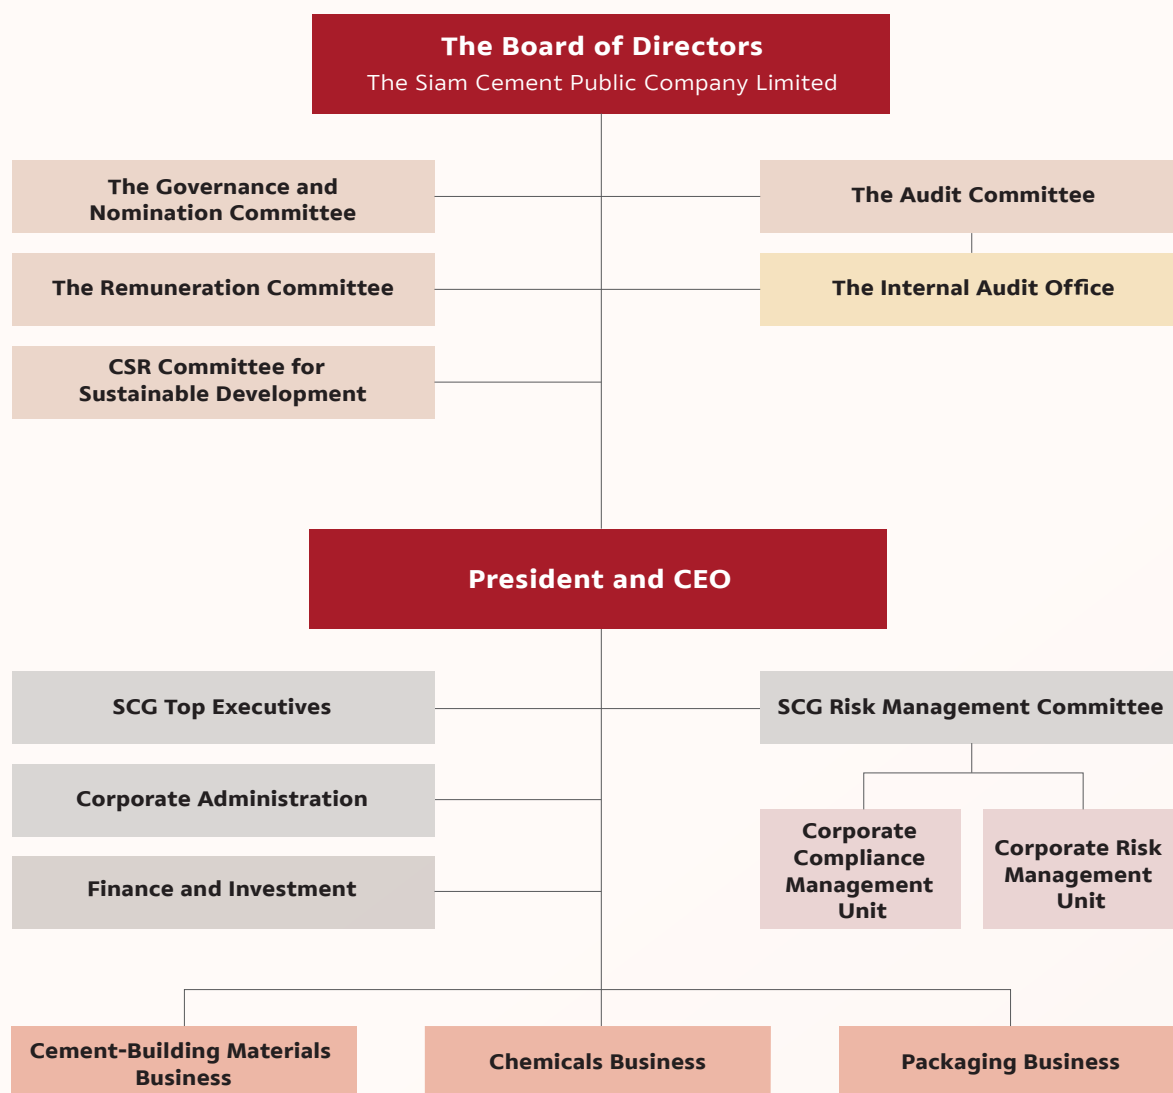 The Board of Directors
The Siam Cement Public Company Limited
The Governance and
Nomination Committee
The Audit Committee
The Remuneration Committee
The Internal Audit Office
CSR Committee for
Sustainable Development
President and CEO
SCG Top Executives
SCG Risk Management Committee
Corporate Administration
Finance and Investment
Corporate
Compliance
Management
Unit
Corporate Risk
Management
Unit
Cement-Building Materials
Business
Chemicals Business
Packaging Business